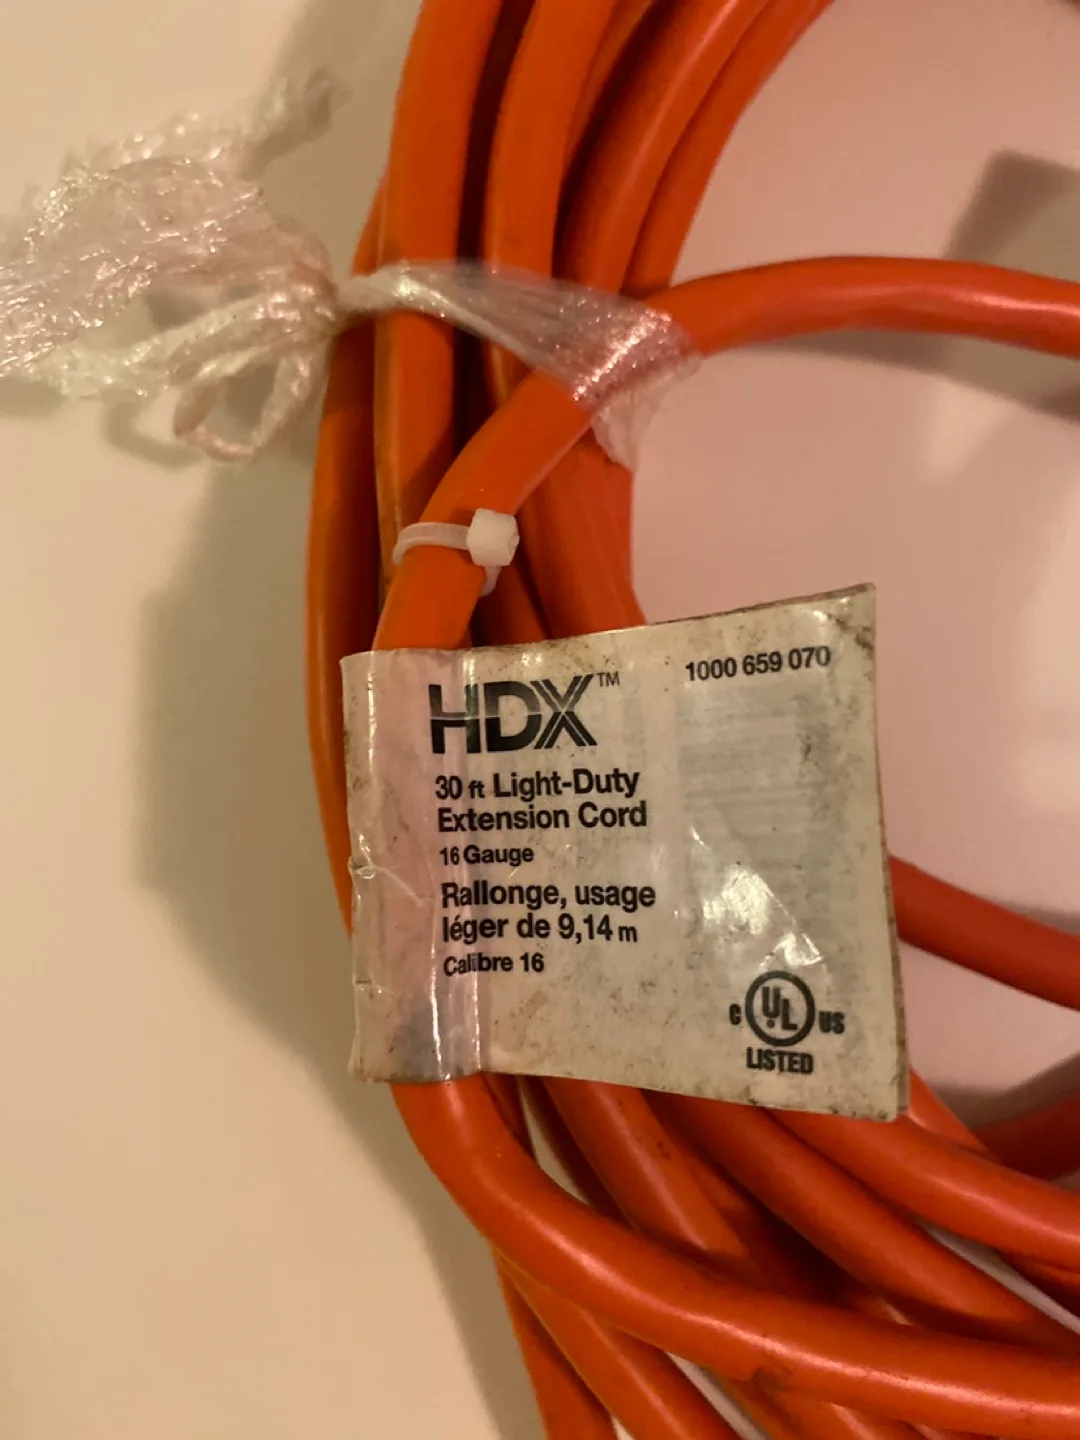 HDX™
1000 659 070
30 ft Light-Duty
Extension Cord
16 Gauge
Rallonge, usage
léger de 9,14 m
Calibre 16
C UL US
LISTED